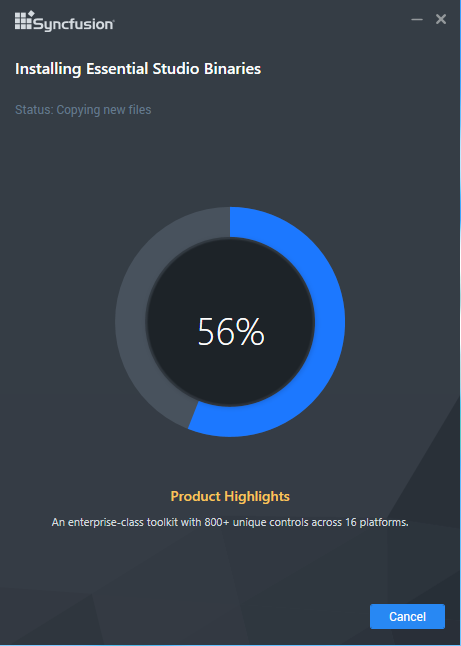 Syncfusion
Installing Essential Studio Binaries
Status: Copying new files
56%
Product Highlights
An enterprise-class toolkit with 800+ unique controls across 16 platforms.
Cancel